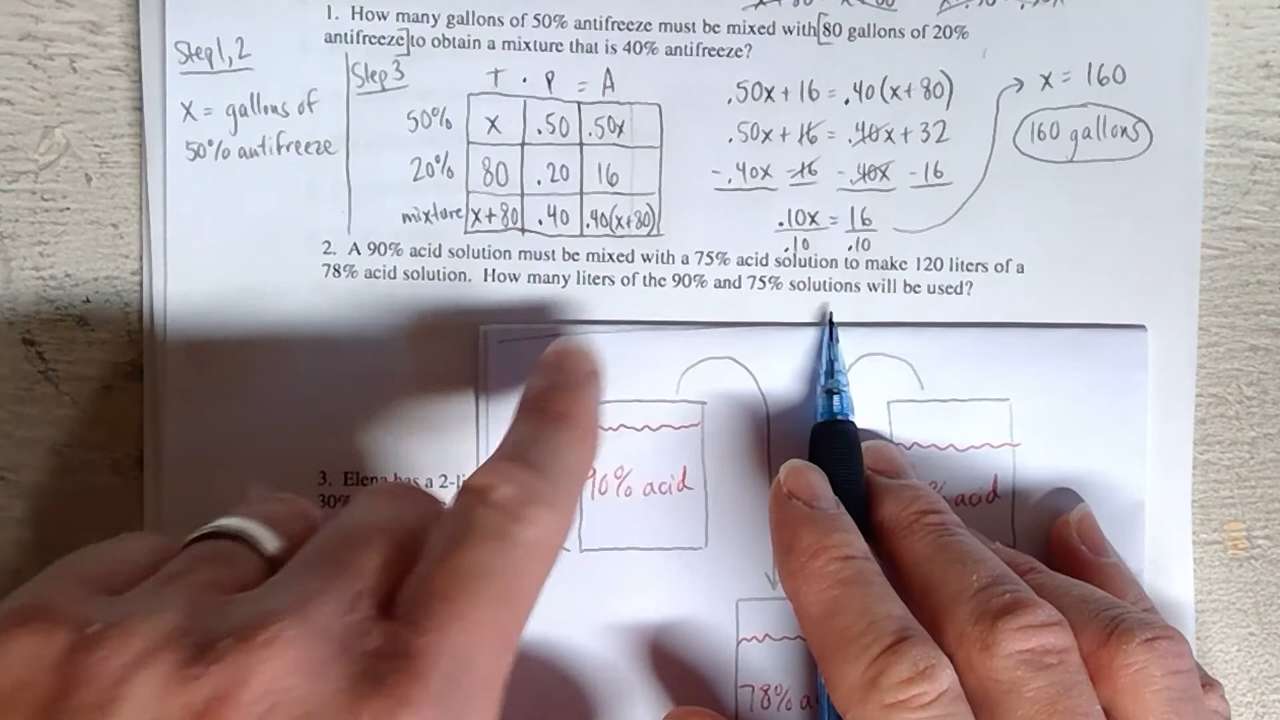 1. How many gallons of 50% antifreeze must be mixed with [80 gallons of 20%
antifreeze] to obtain a mixture that is 40% antifreeze?
Step 1, 2
x = gallons of
50% antifreeze
Step 3
T · P = A
50% x .50 .50x
20% 80 .20 16
mixture x+80 .40 .40(x+80)
.50x + 16 = .40(x+80)
.50x + 16 = .40x + 32
-.40x -16 -.40x -16
.10x = 16
.10 .10
x = 160
160 gallons
2. A 90% acid solution must be mixed with a 75% acid solution to make 120 liters of a
78% acid solution. How many liters of the 90% and 75% solutions will be used?
90% acid
% acid
3. Elena has a 2-li
30%
78% a